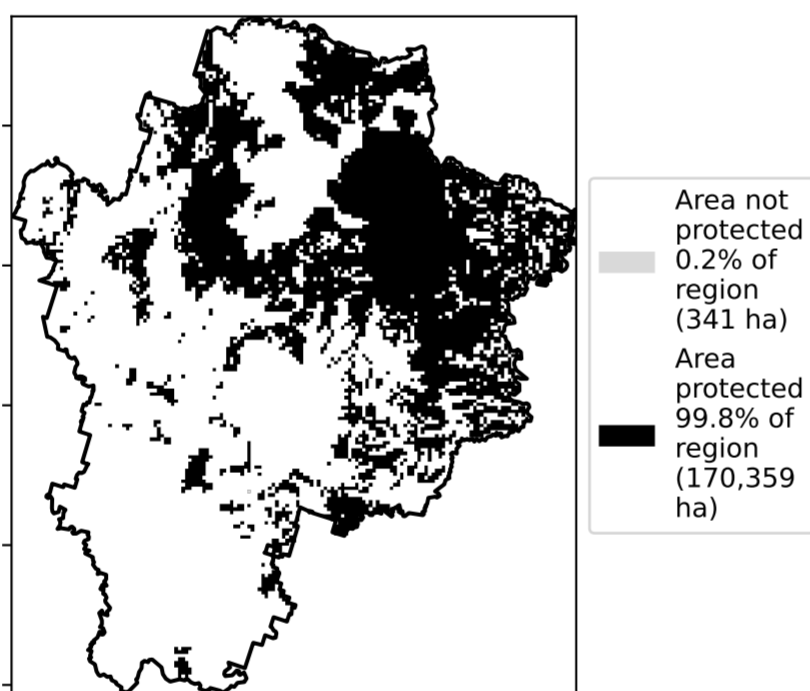 Area not
protected
0.2% of
region
(341 ha)
Area
protected
99.8% of
region
(170,359
ha)